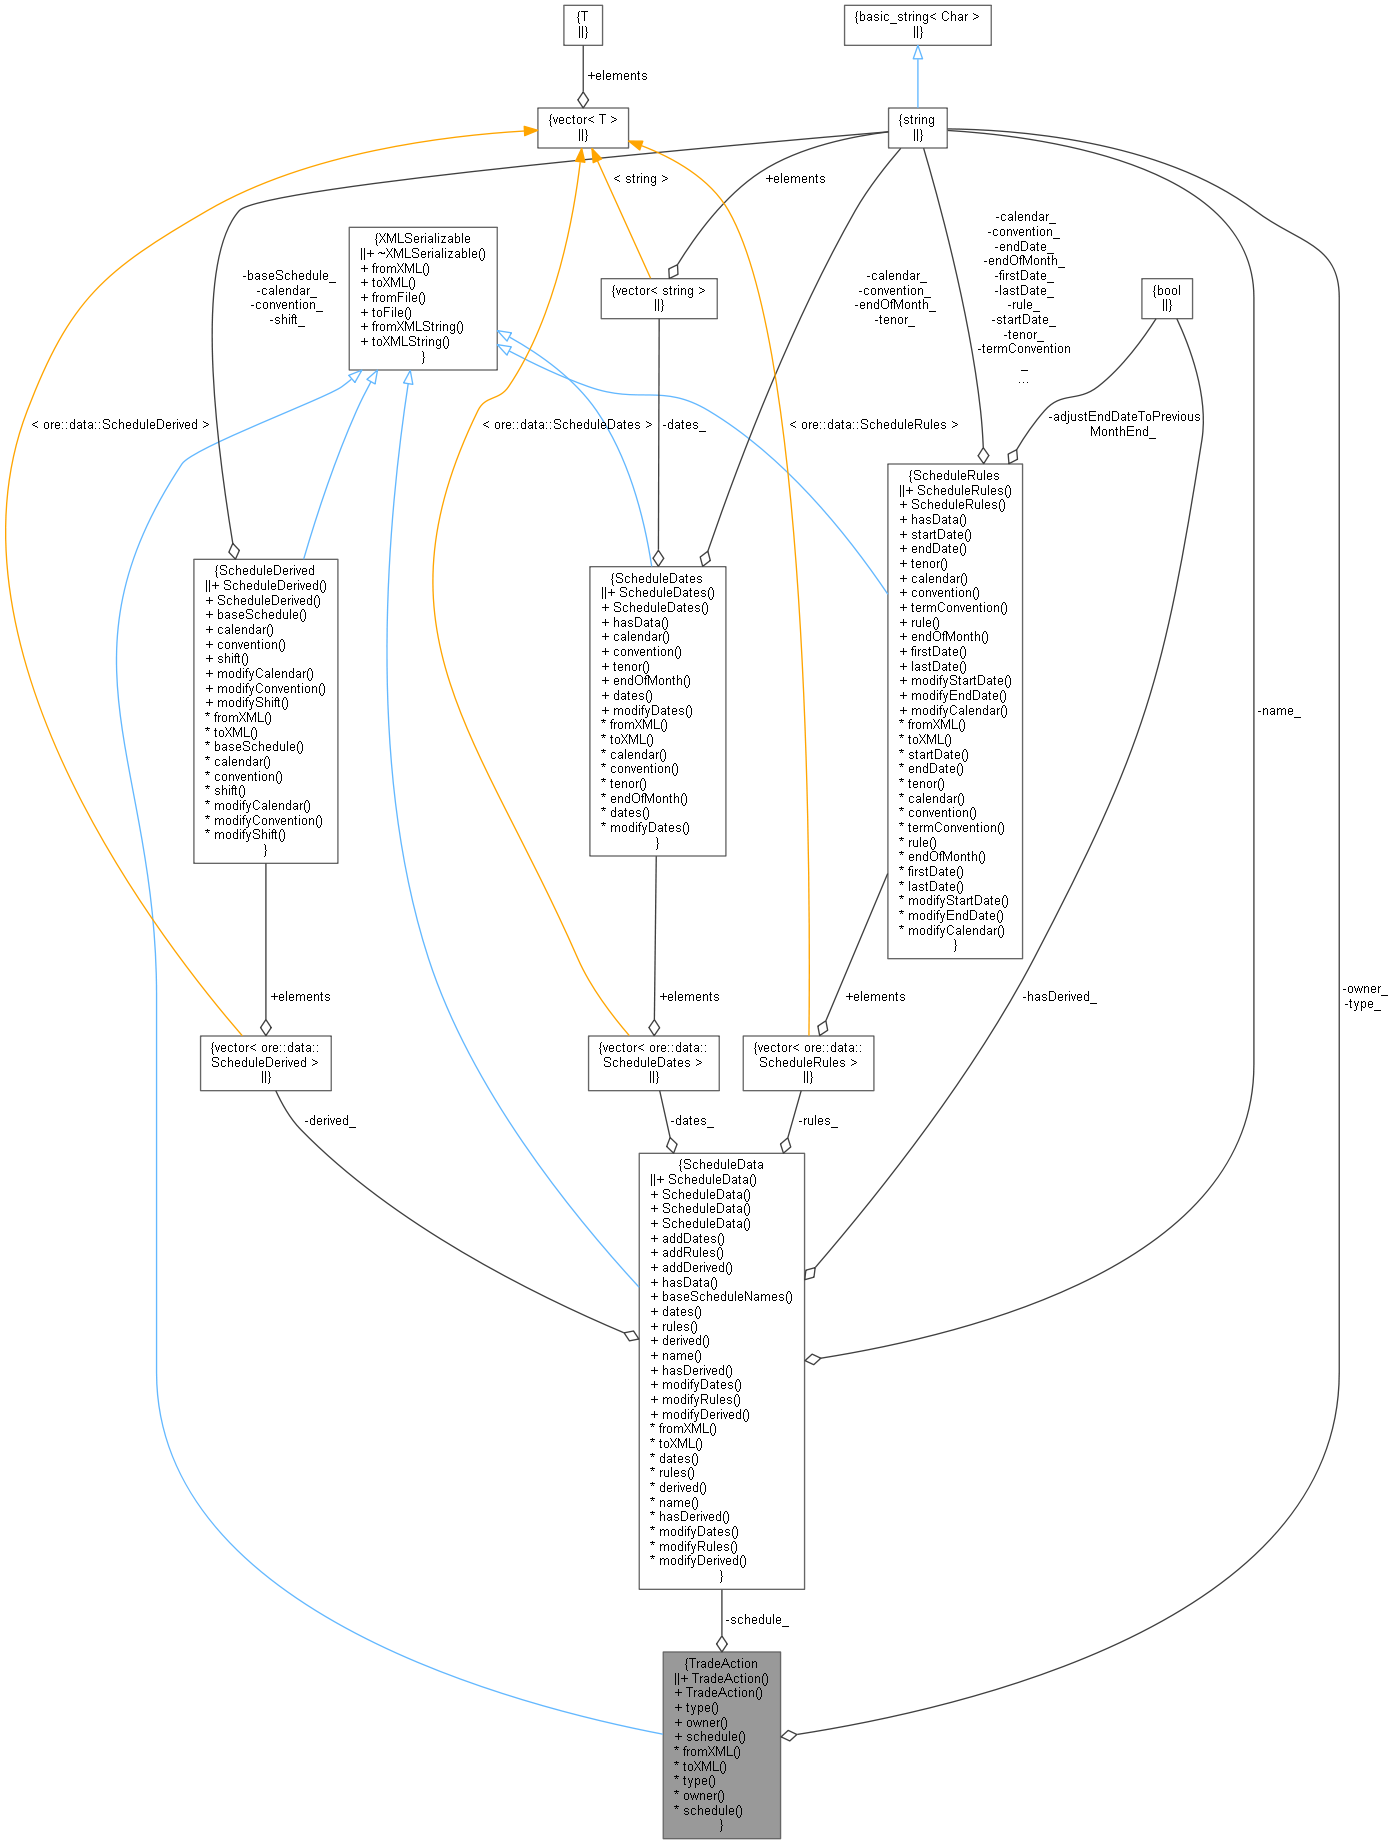 {T
||}
{basic_string< Char >
||}
+elements
{vector< T >
||}
{string
||}
< string >
+elements
{XMLSerializable
||+ ~XMLSerializable()
+ fromXML()
+ toXML()
+ fromFile()
+ toFile()
+ fromXMLString()
+ toXMLString()
}
-baseSchedule_
-calendar_
-convention_
-shift_
{vector< string >
||}
-calendar_
-convention_
-endOfMonth_
-tenor_
-calendar_
-convention_
-endDate_
-endOfMonth_
-firstDate_
-lastDate_
-rule_
-startDate_
-tenor_
-termConvention
_
...
{bool
||}
< ore::data::ScheduleDerived >
< ore::data::ScheduleDates >
-dates_
< ore::data::ScheduleRules >
-adjustEndDateToPrevious
MonthEnd_
{ScheduleDerived
||+ ScheduleDerived()
+ ScheduleDerived()
+ baseSchedule()
+ calendar()
+ convention()
+ shift()
+ modifyCalendar()
+ modifyConvention()
+ modifyShift()
* fromXML()
* toXML()
* baseSchedule()
* calendar()
* convention()
* shift()
* modifyCalendar()
* modifyConvention()
* modifyShift()
}
{ScheduleDates
||+ ScheduleDates()
+ ScheduleDates()
+ hasData()
+ calendar()
+ convention()
+ tenor()
+ endOfMonth()
+ dates()
+ modifyDates()
* fromXML()
* toXML()
* calendar()
* convention()
* tenor()
* endOfMonth()
* dates()
* modifyDates()
}
{ScheduleRules
||+ ScheduleRules()
+ ScheduleRules()
+ hasData()
+ startDate()
+ endDate()
+ tenor()
+ calendar()
+ convention()
+ termConvention()
+ rule()
+ endOfMonth()
+ firstDate()
+ lastDate()
+ modifyStartDate()
+ modifyEndDate()
+ modifyCalendar()
* fromXML()
* toXML()
* startDate()
* endDate()
* tenor()
* calendar()
* convention()
* termConvention()
* rule()
* endOfMonth()
* firstDate()
* lastDate()
* modifyStartDate()
* modifyEndDate()
* modifyCalendar()
}
-name_
+elements
+elements
+elements
-hasDerived_
-owner_
-type_
{vector< ore::data::
ScheduleDerived >
||}
{vector< ore::data::
ScheduleDates >
||}
{vector< ore::data::
ScheduleRules >
||}
-derived_
-dates_
-rules_
{ScheduleData
||+ ScheduleData()
+ ScheduleData()
+ ScheduleData()
+ ScheduleData()
+ addDates()
+ addRules()
+ addDerived()
+ hasData()
+ baseScheduleNames()
+ dates()
+ rules()
+ derived()
+ name()
+ hasDerived()
+ modifyDates()
+ modifyRules()
+ modifyDerived()
* fromXML()
* toXML()
* dates()
* rules()
* derived()
* name()
* hasDerived()
* modifyDates()
* modifyRules()
* modifyDerived()
}
-schedule_
{TradeAction
||+ TradeAction()
+ TradeAction()
+ type()
+ owner()
+ schedule()
* fromXML()
* toXML()
* type()
* owner()
* schedule()
}